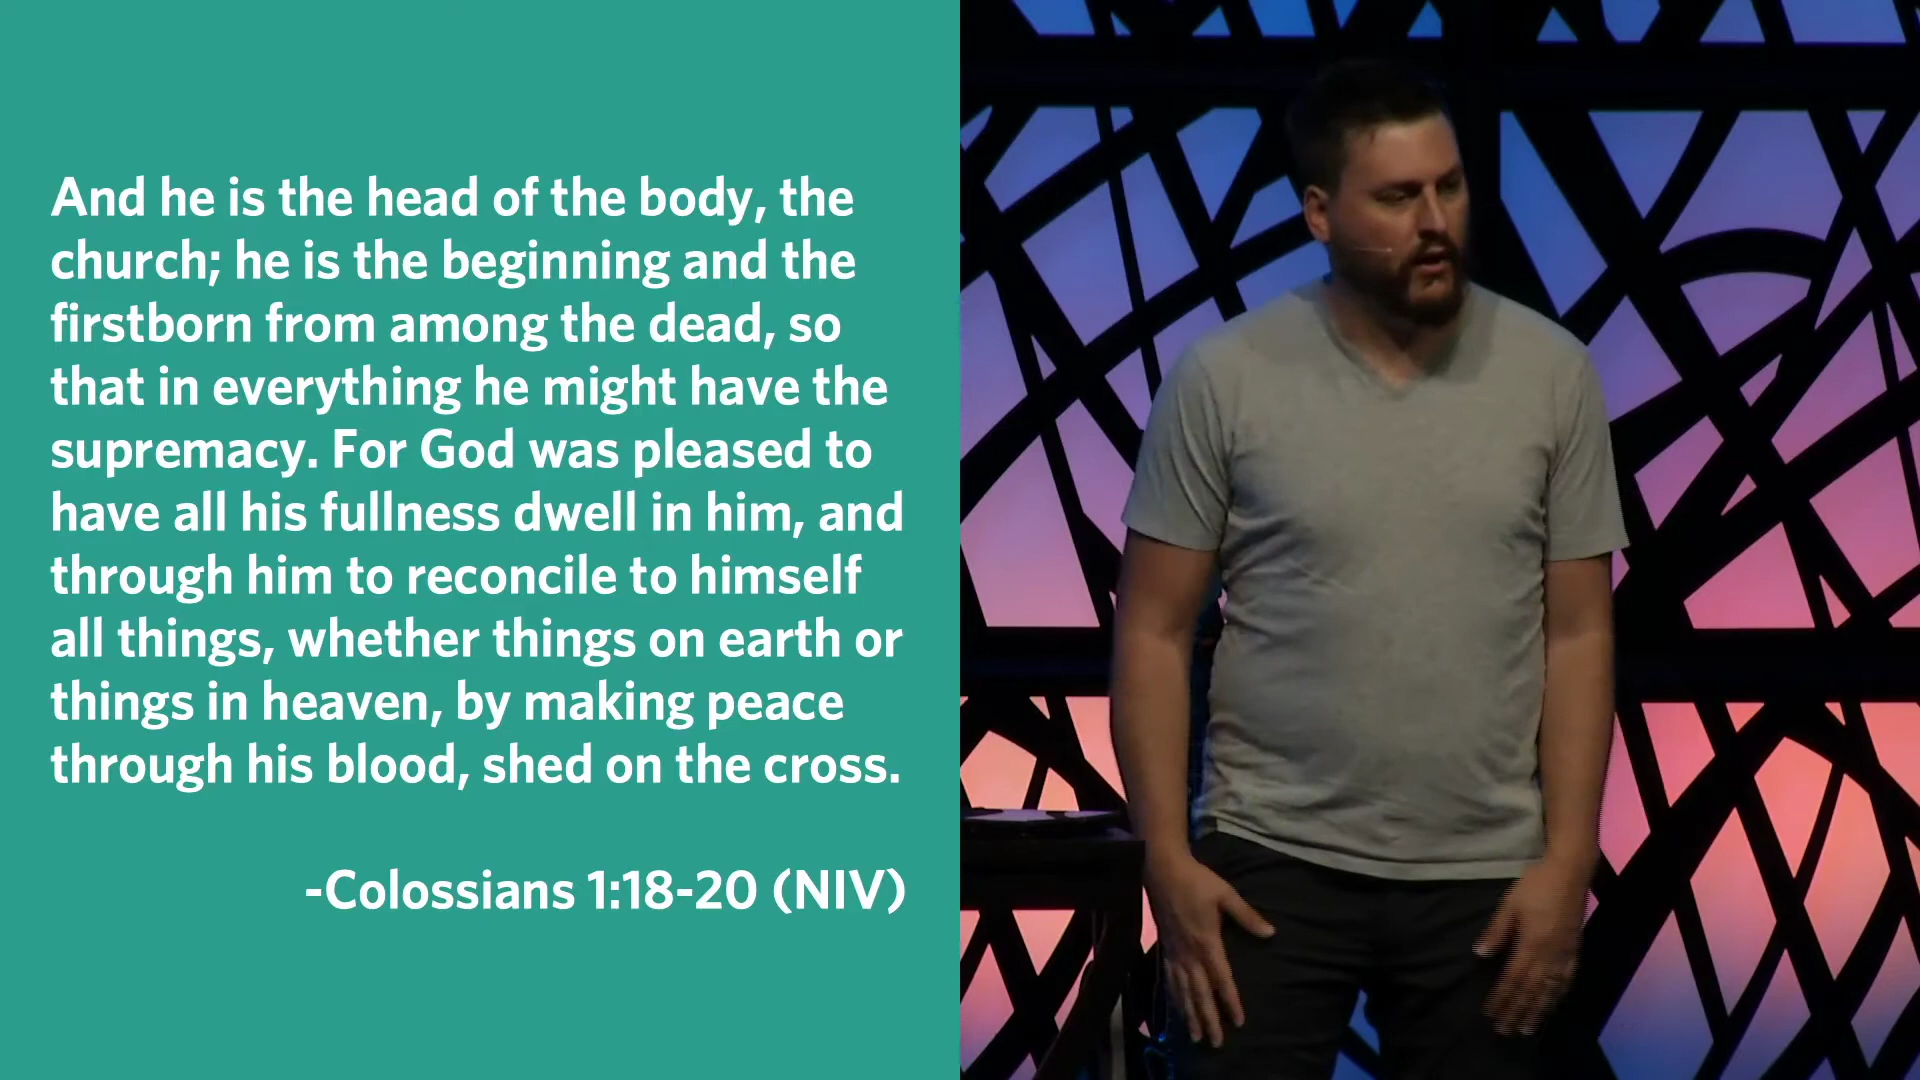 And he is the head of the body, the
church; he is the beginning and the
firstborn from among the dead, so
that in everything he might have the
supremacy. For God was pleased to
have all his fullness dwell in him, and
through him to reconcile to himself
all things, whether things on earth or
things in heaven, by making peace
through his blood, shed on the cross.
-Colossians 1:18-20 (NIV)